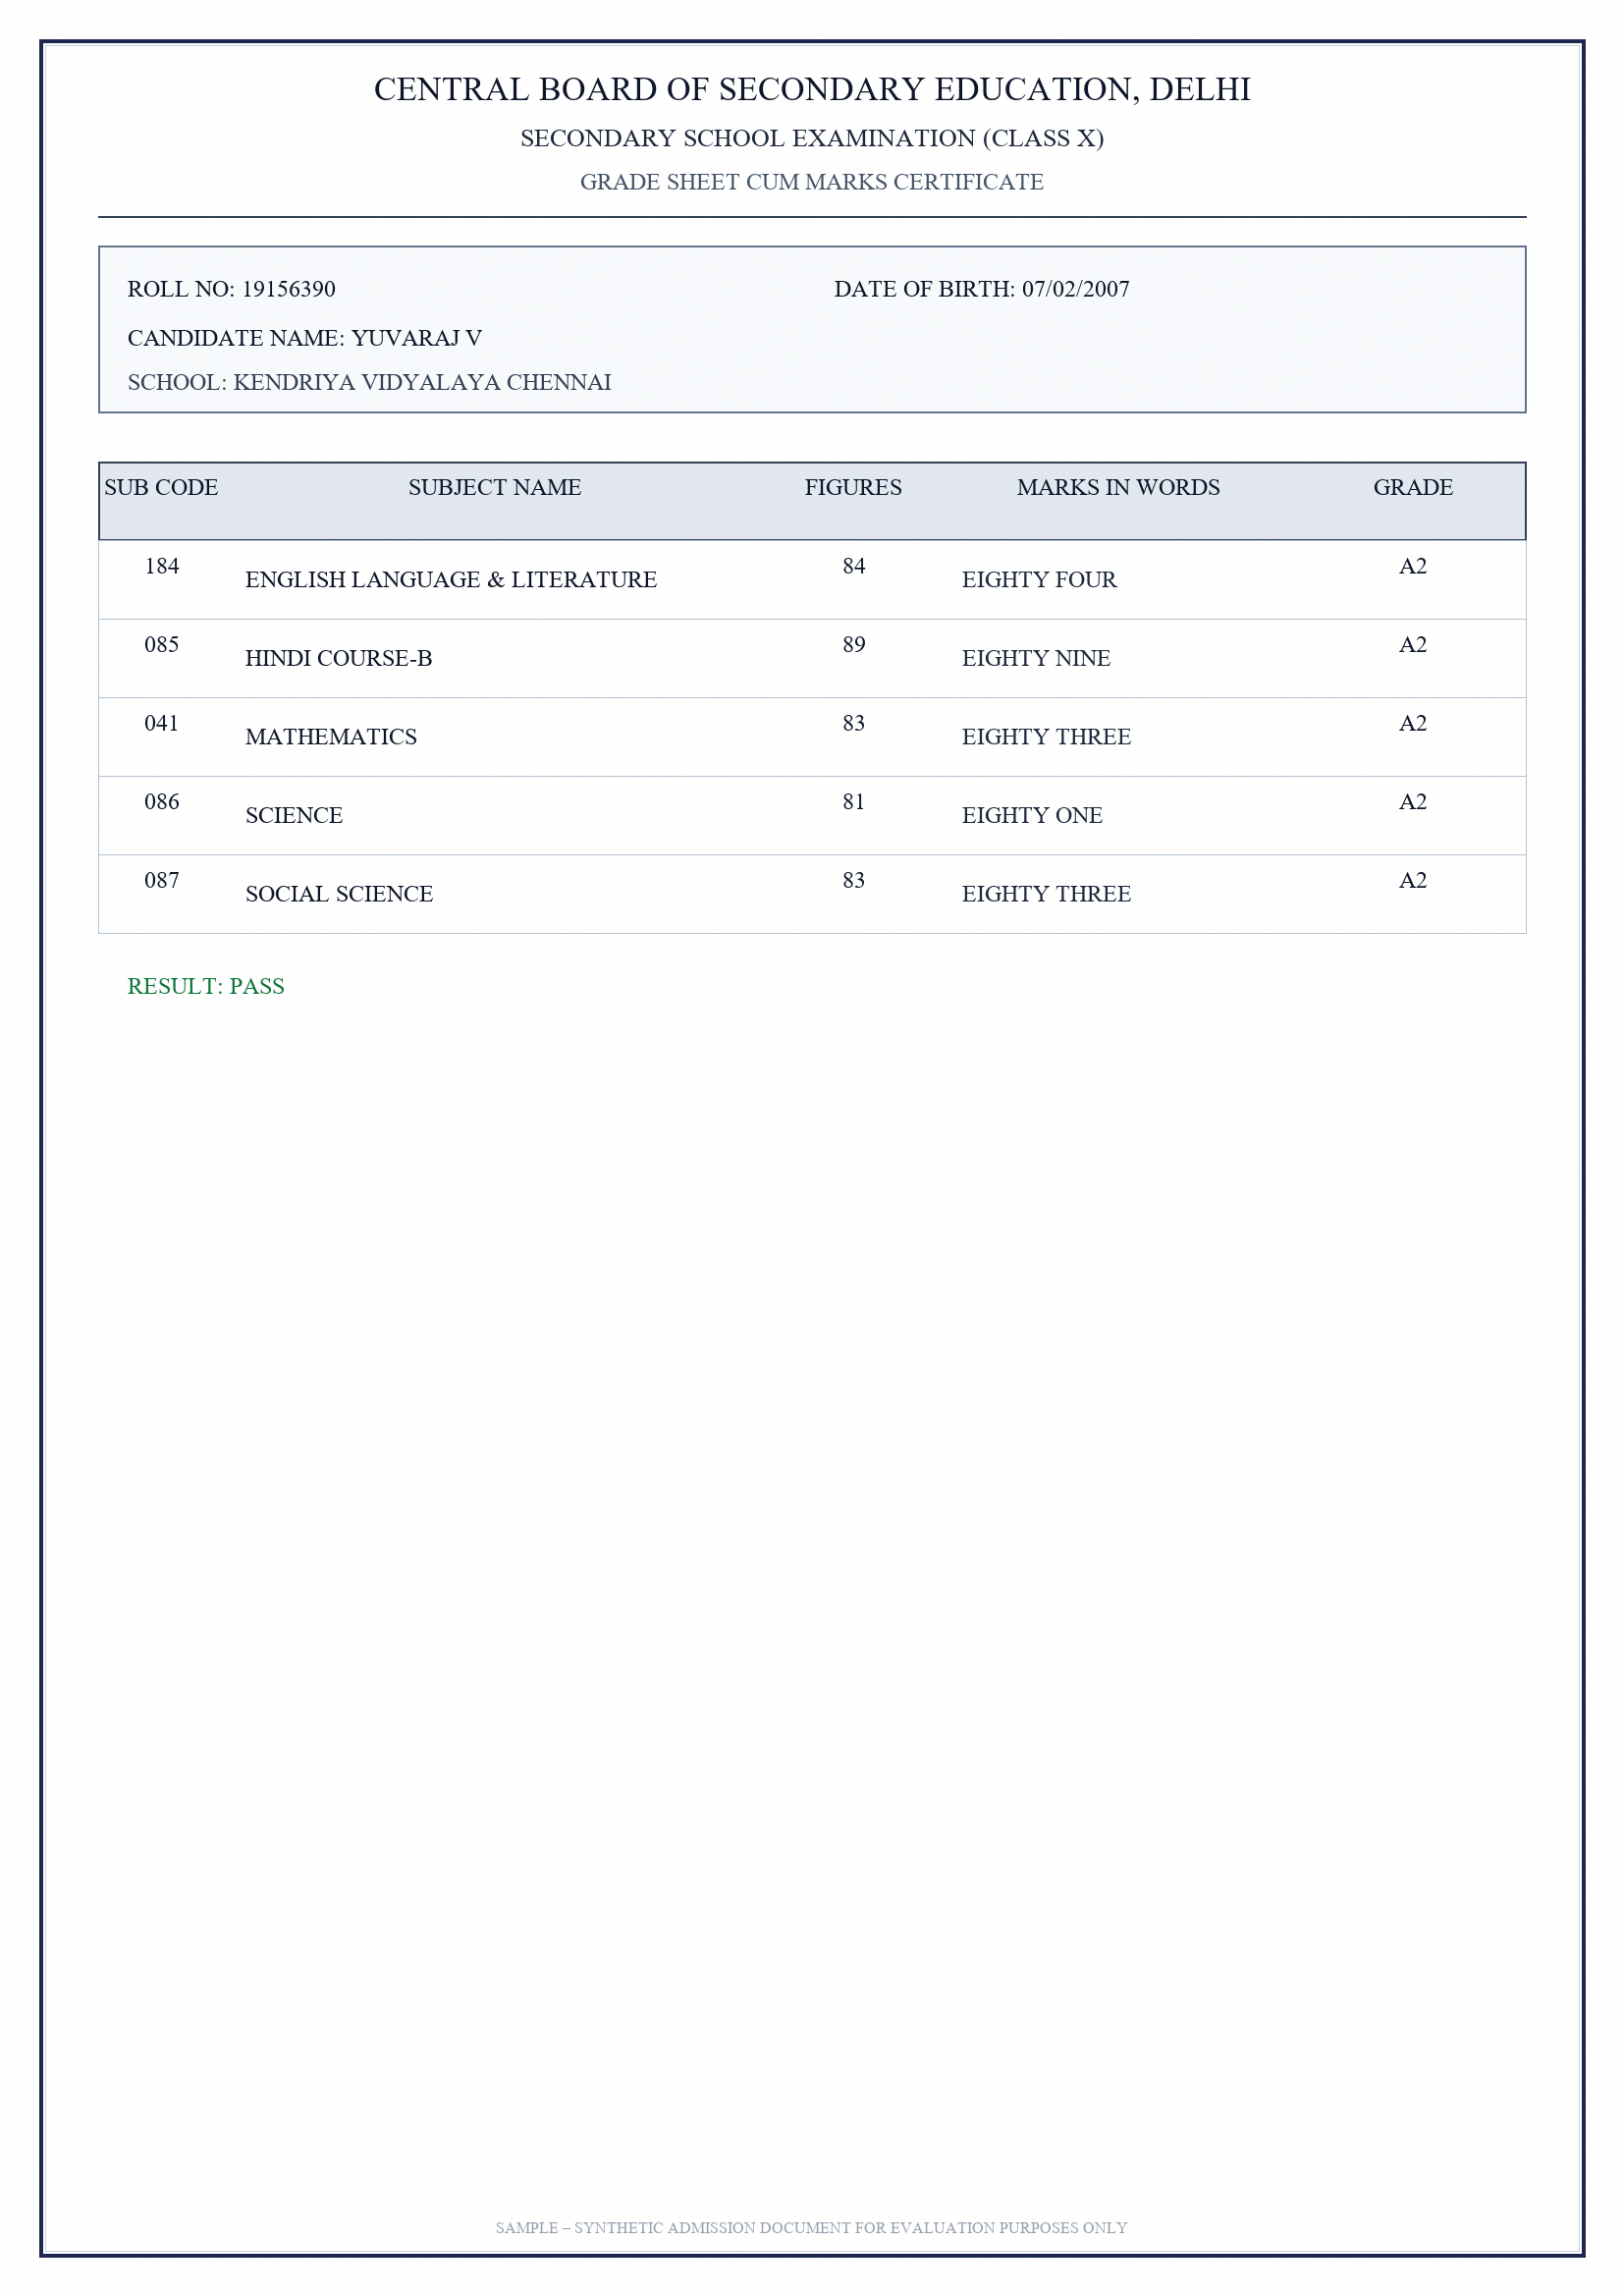 CENTRAL BOARD OF SECONDARY EDUCATION, DELHI
SECONDARY SCHOOL EXAMINATION (CLASS X)
GRADE SHEET CUM MARKS CERTIFICATE
ROLL NO: 19156390 DATE OF BIRTH: 07/02/2007
CANDIDATE NAME: YUVARAJ V
SCHOOL: KENDRIYA VIDYALAYA CHENNAI
SUB CODE SUBJECT NAME FIGURES MARKS IN WORDS GRADE
184 ENGLISH LANGUAGE & LITERATURE 84 EIGHTY FOUR A2
085 HINDI COURSE-B 89 EIGHTY NINE A2
041 MATHEMATICS 83 EIGHTY THREE A2
086 SCIENCE 81 EIGHTY ONE A2
087 SOCIAL SCIENCE 83 EIGHTY THREE A2
RESULT: PASS
SAMPLE – SYNTHETIC ADMISSION DOCUMENT FOR EVALUATION PURPOSES ONLY